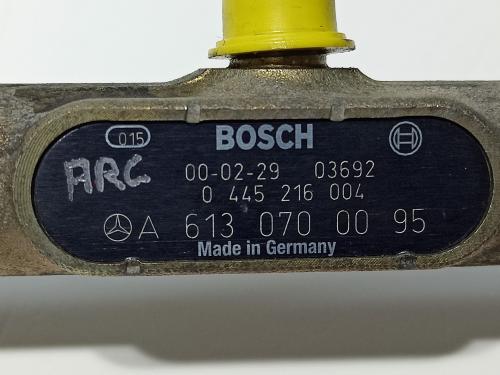 015 BOSCH
ARC
00-02-29 03692
0 445 216 004
A 613 070 00 95
Made in Germany